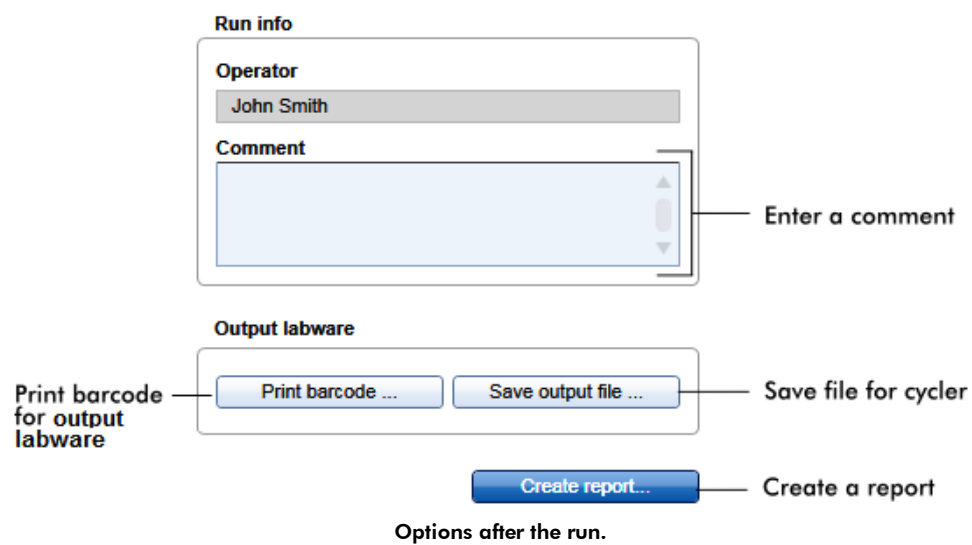 Run info
Operator
John Smith
Comment
Enter a comment
Output labware
Print barcode
for output
labware
Print barcode ...
Save output file ...
Save file for cycler
Create report...
Create a report
Options after the run.